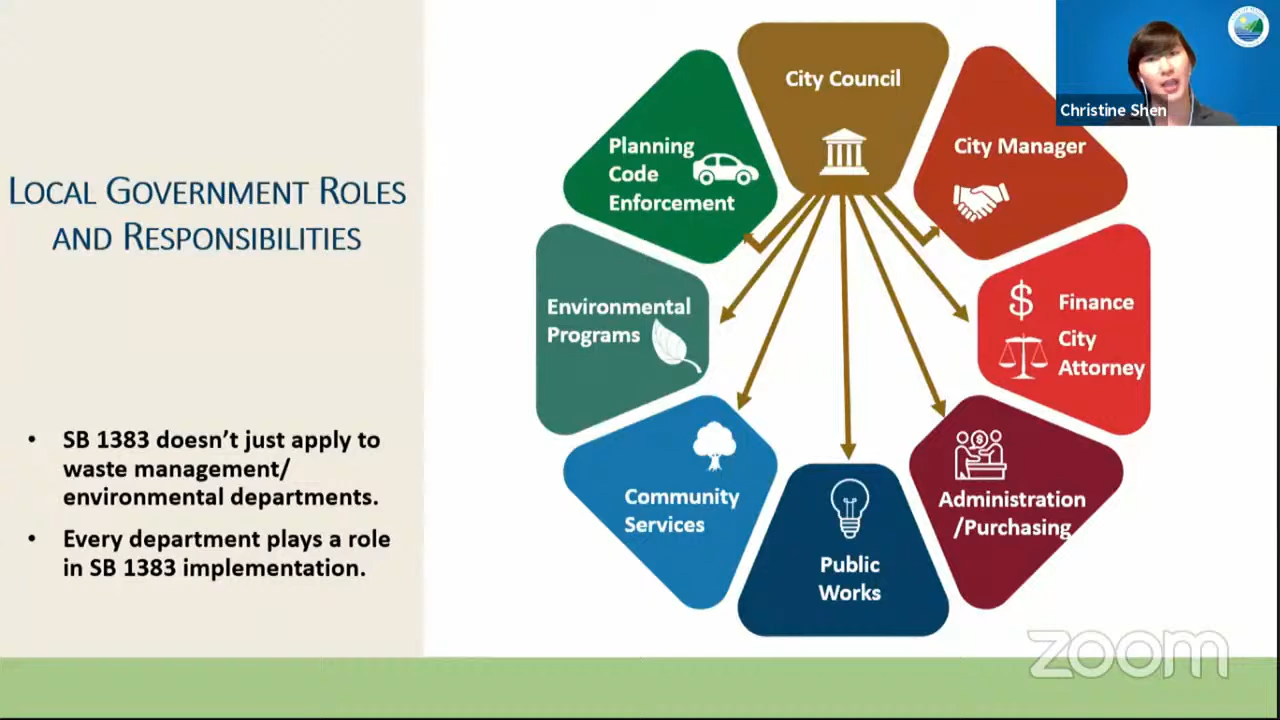 LOCAL GOVERNMENT ROLES
AND RESPONSIBILITIES
• SB 1383 doesn't just apply to
waste management/
environmental departments.
• Every department plays a role
in SB 1383 implementation.
City Council
City Manager
$ Finance
City
Attorney
Administration
/Purchasing
Public
Works
Community
Services
Environmental
Programs
Planning
Code
Enforcement
Christine Shen
zoom